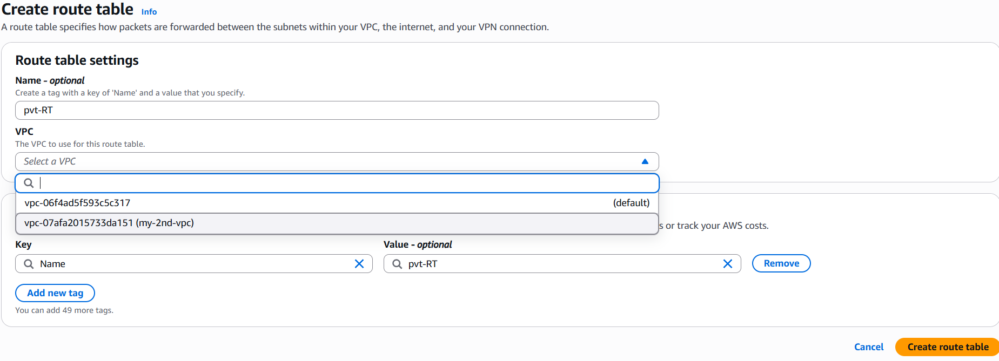 Create route table Info
A route table specifies how packets are forwarded between the subnets within your VPC, the internet, and your VPN connection.
Route table settings
Name - optional
Create a tag with a key of 'Name' and a value that you specify.
pvt-RT
VPC
The VPC to use for this route table.
Select a VPC
vpc-06f4ad5f593c5c317 (default)
vpc-07afa2015733da151 (my-2nd-vpc)
s or track your AWS costs.
Key Value - optional
Name pvt-RT Remove
Add new tag
You can add 49 more tags.
Cancel Create route table